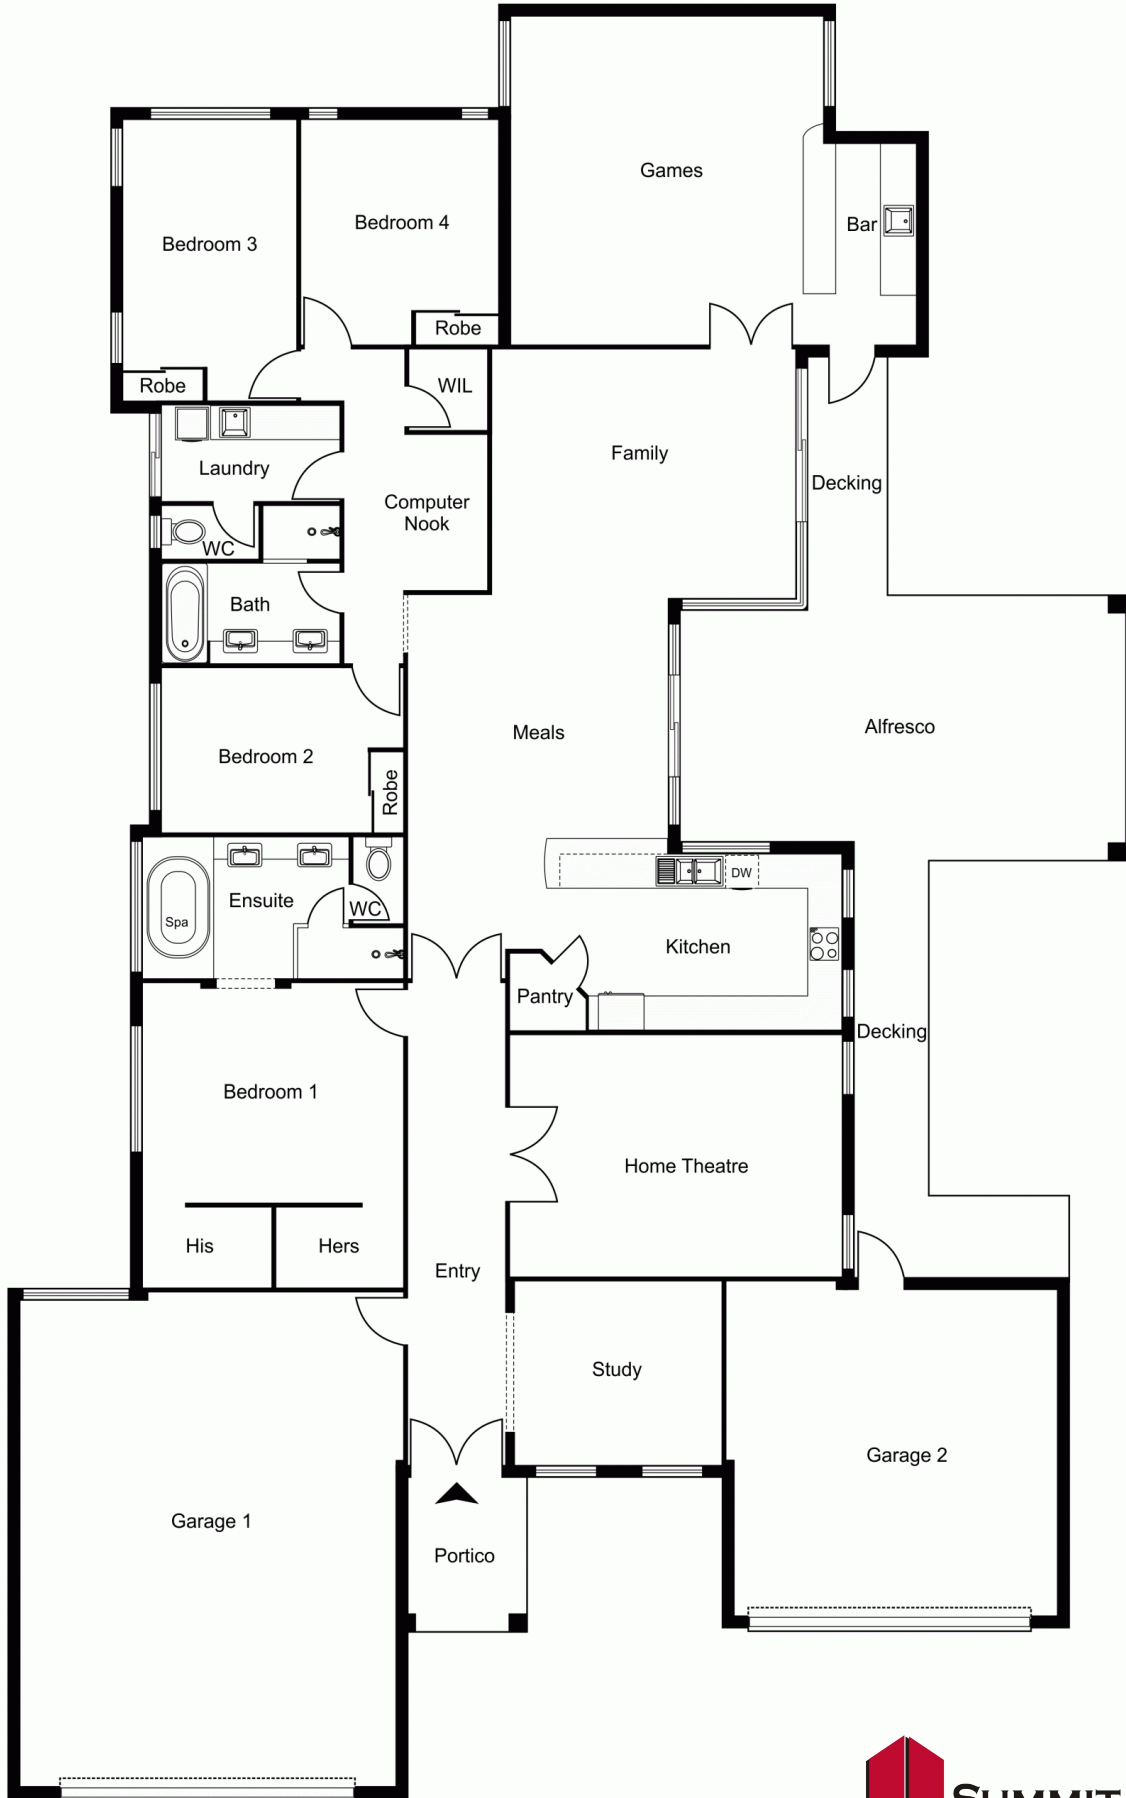 Games
Bar
Bedroom 4
Bedroom 3
Robe
Robe
WIL
Family
Laundry
Decking
Computer
Nook
WC
Bath
Meals
Alfresco
Bedroom 2
Robe
DW
Ensuite
WC
Spa
Kitchen
Pantry
Decking
Bedroom 1
Home Theatre
His
Hers
Entry
Study
Garage 2
Garage 1
Portico
SUMMIT